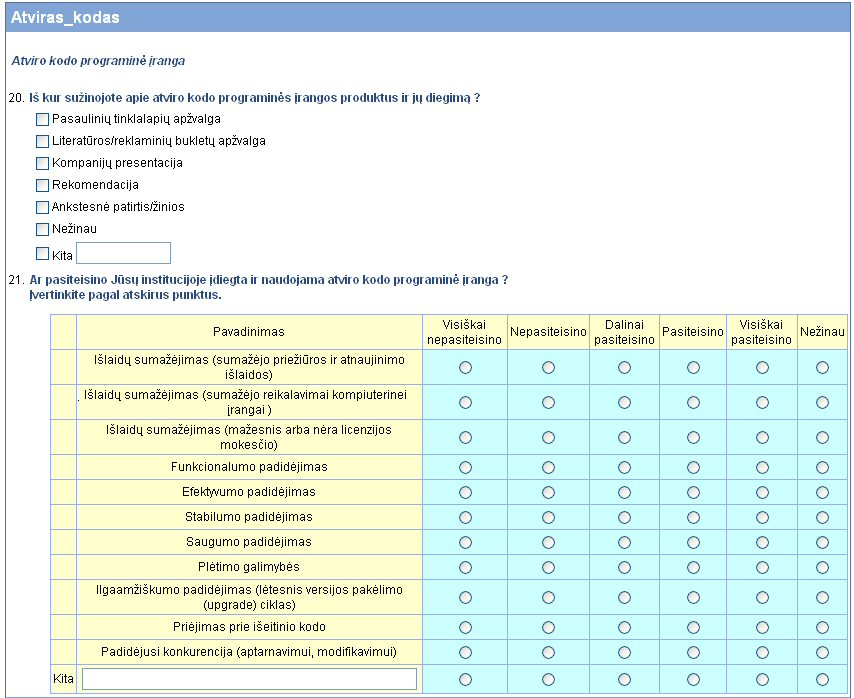 Atviras_kodas
Atviro kodo programinė įranga
20. Iš kur sužinojote apie atviro kodo programinės įrangos produktus ir jų diegimą ?
Pasaulinių tinklalapių apžvalga
Literatūros/reklaminių bukletų apžvalga
Kompanijų presentacija
Rekomendacija
Ankstesnė patirtis/žinios
Nežinau
Kita
21. Ar pasiteisino Jūsų institucijoje įdiegta ir naudojama atviro kodo programinė įranga ?
Įvertinkite pagal atskirus punktus.
Pavadinimas
Visiškai
nepasiteisino
Nepasiteisino
Dalinai
pasiteisino
Pasiteisino
Visiškai
pasiteisino
Nežinau
Išlaidų sumažėjimas (sumažėjo priežiūros ir atnaujinimo
išlaidos)
. Išlaidų sumažėjimas (sumažėjo reikalavimai kompiuterinei
įrangai )
Išlaidų sumažėjimas (mažesnis arba nėra licenzijos
mokesčio)
Funkcionalumo padidėjimas
Efektyvumo padidėjimas
Stabilumo padidėjimas
Saugumo padidėjimas
Plėtimo galimybės
Ilgaamžiškumo padidėjimas (lėtesnis versijos pakėlimo
(upgrade) ciklas)
Priėjimas prie išeitinio kodo
Padidėjusi konkurencija (aptarnavimui, modifikavimui)
Kita